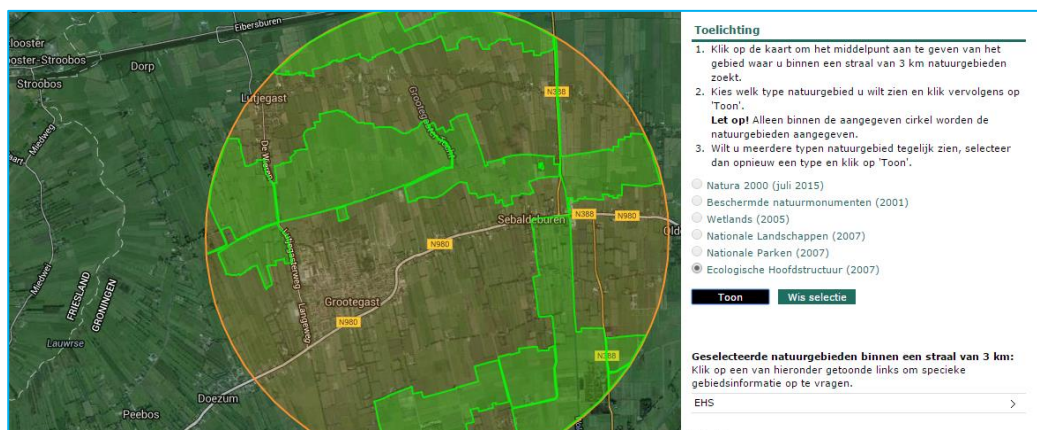 Eibersburen
ooster-Stroobos
Dorp
Stroobos
Lutjegast
N388
De Wieren
Miedweg
Sebaldeburen
N388
N980
N980
Lutjegasterweg
Miedwei
FRIESLAND
GRONINGEN
Grootegast
Langeweg
N980
Lauwrse
N388
Doezum
Peebos
Toelichting
1. Klik op de kaart om het middelpunt aan te geven van het
gebied waar u binnen een straal van 3 km natuurgebieden
zoekt.
2. Kies welk type natuurgebied u wilt zien en klik vervolgens op
'Toon'.
Let op! Alleen binnen de aangegeven cirkel worden de
natuurgebieden aangegeven.
3. Wilt u meerdere typen natuurgebied tegelijk zien, selecteer
dan opnieuw een type en klik op 'Toon'.
Natura 2000 (juli 2015)
Beschermde natuurmonumenten (2001)
Wetlands (2005)
Nationale Landschappen (2007)
Nationale Parken (2007)
Ecologische Hoofdstructuur (2007)
Toon Wis selectie
Geselecteerde natuurgebieden binnen een straal van 3 km:
Klik op een van hieronder getoonde links om specieke
gebiedsinformatie op te vragen.
EHS